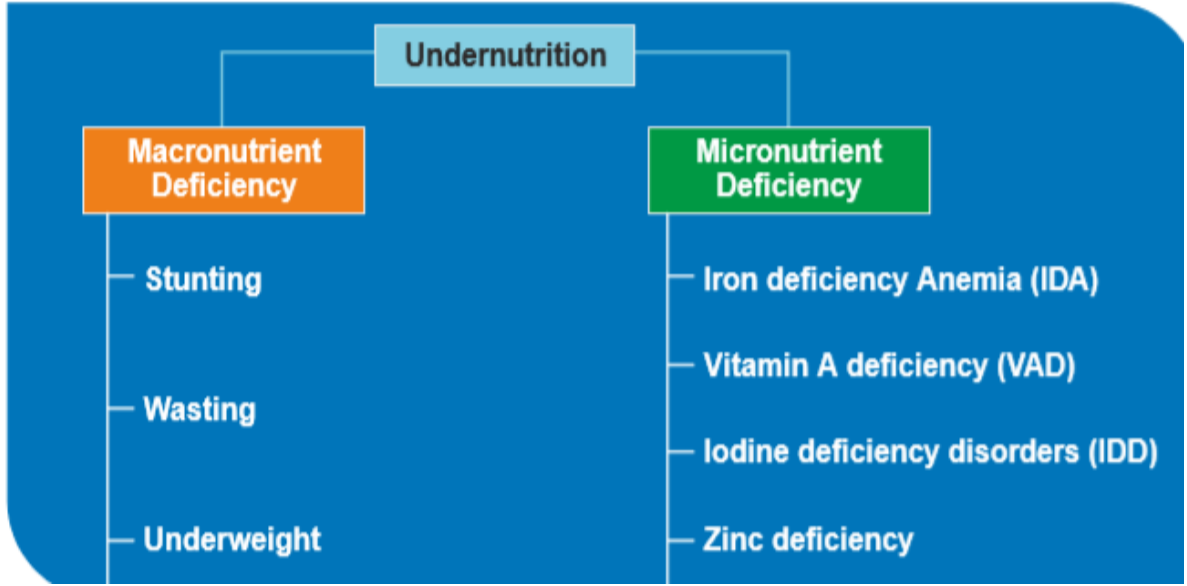 Undernutrition
Macronutrient
Deficiency
Stunting
Wasting
Underweight
Micronutrient
Deficiency
Iron deficiency Anemia (IDA)
Vitamin A deficiency (VAD)
Iodine deficiency disorders (IDD)
Zinc deficiency